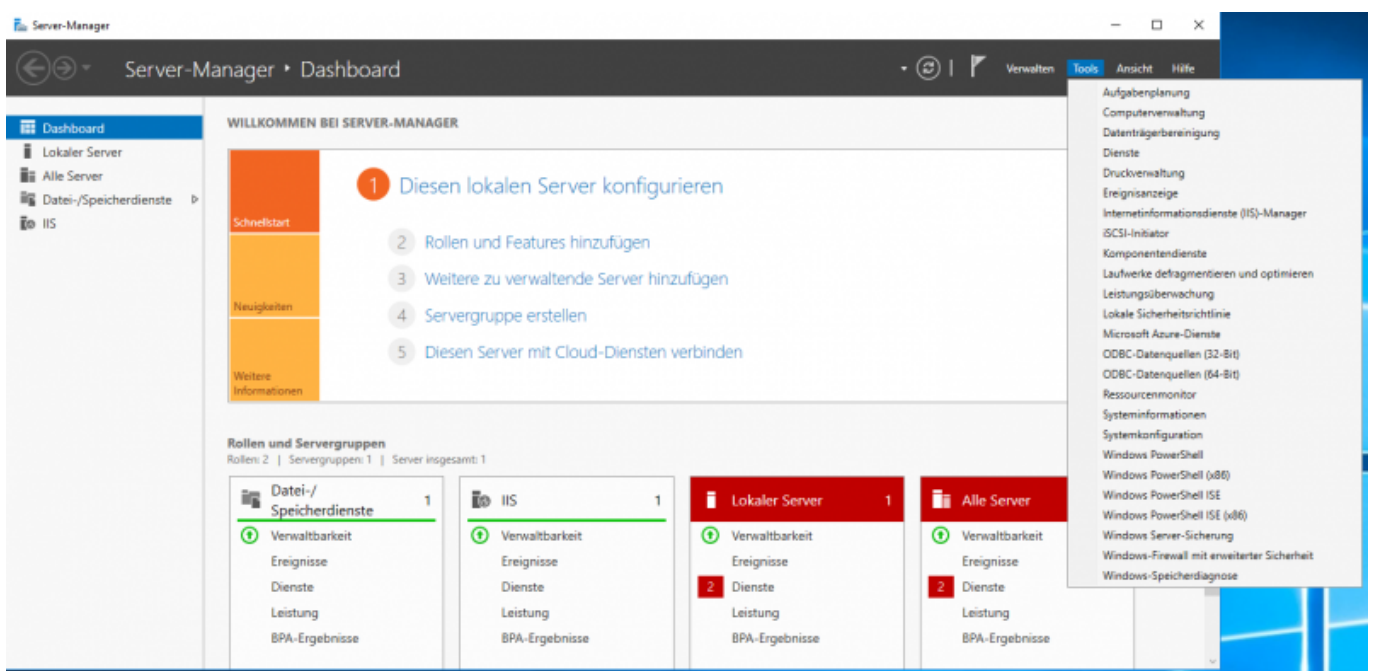 Server-Manager
Server-Manager • Dashboard
Verwalten Tools Ansicht Hilfe
Dashboard
Lokaler Server
Alle Server
Datei-/Speicherdienste
IIS
WILLKOMMEN BEI SERVER-MANAGER
Schnellstart
Neuigkeiten
Weitere
Informationen
1 Diesen lokalen Server konfigurieren
2 Rollen und Features hinzufügen
3 Weitere zu verwaltende Server hinzufügen
4 Servergruppe erstellen
5 Diesen Server mit Cloud-Diensten verbinden
Rollen und Servergruppen
Rollen: 2 | Servergruppen: 1 | Server insgesamt: 1
Datei-/
Speicherdienste 1
Verwaltbarkeit
Ereignisse
Dienste
Leistung
BPA-Ergebnisse
IIS 1
Verwaltbarkeit
Ereignisse
Dienste
Leistung
BPA-Ergebnisse
Lokaler Server 1
Verwaltbarkeit
Ereignisse
2 Dienste
Leistung
BPA-Ergebnisse
Alle Server
Verwaltbarkeit
Ereignisse
2 Dienste
Leistung
BPA-Ergebnisse
Aufgabenplanung
Computerverwaltung
Datenträgerbereinigung
Dienste
Druckverwaltung
Ereignisanzeige
Internetinformationsdienste (IIS)-Manager
iSCSI-Initiator
Komponentendienste
Laufwerke defragmentieren und optimieren
Leistungsüberwachung
Lokale Sicherheitsrichtlinie
Microsoft Azure-Dienste
ODBC-Datenquellen (32-Bit)
ODBC-Datenquellen (64-Bit)
Ressourcenmonitor
Systeminformationen
Systemkonfiguration
Windows PowerShell
Windows PowerShell (x86)
Windows PowerShell ISE
Windows PowerShell ISE (x86)
Windows Server-Sicherung
Windows-Firewall mit erweiterter Sicherheit
Windows-Speicherdiagnose